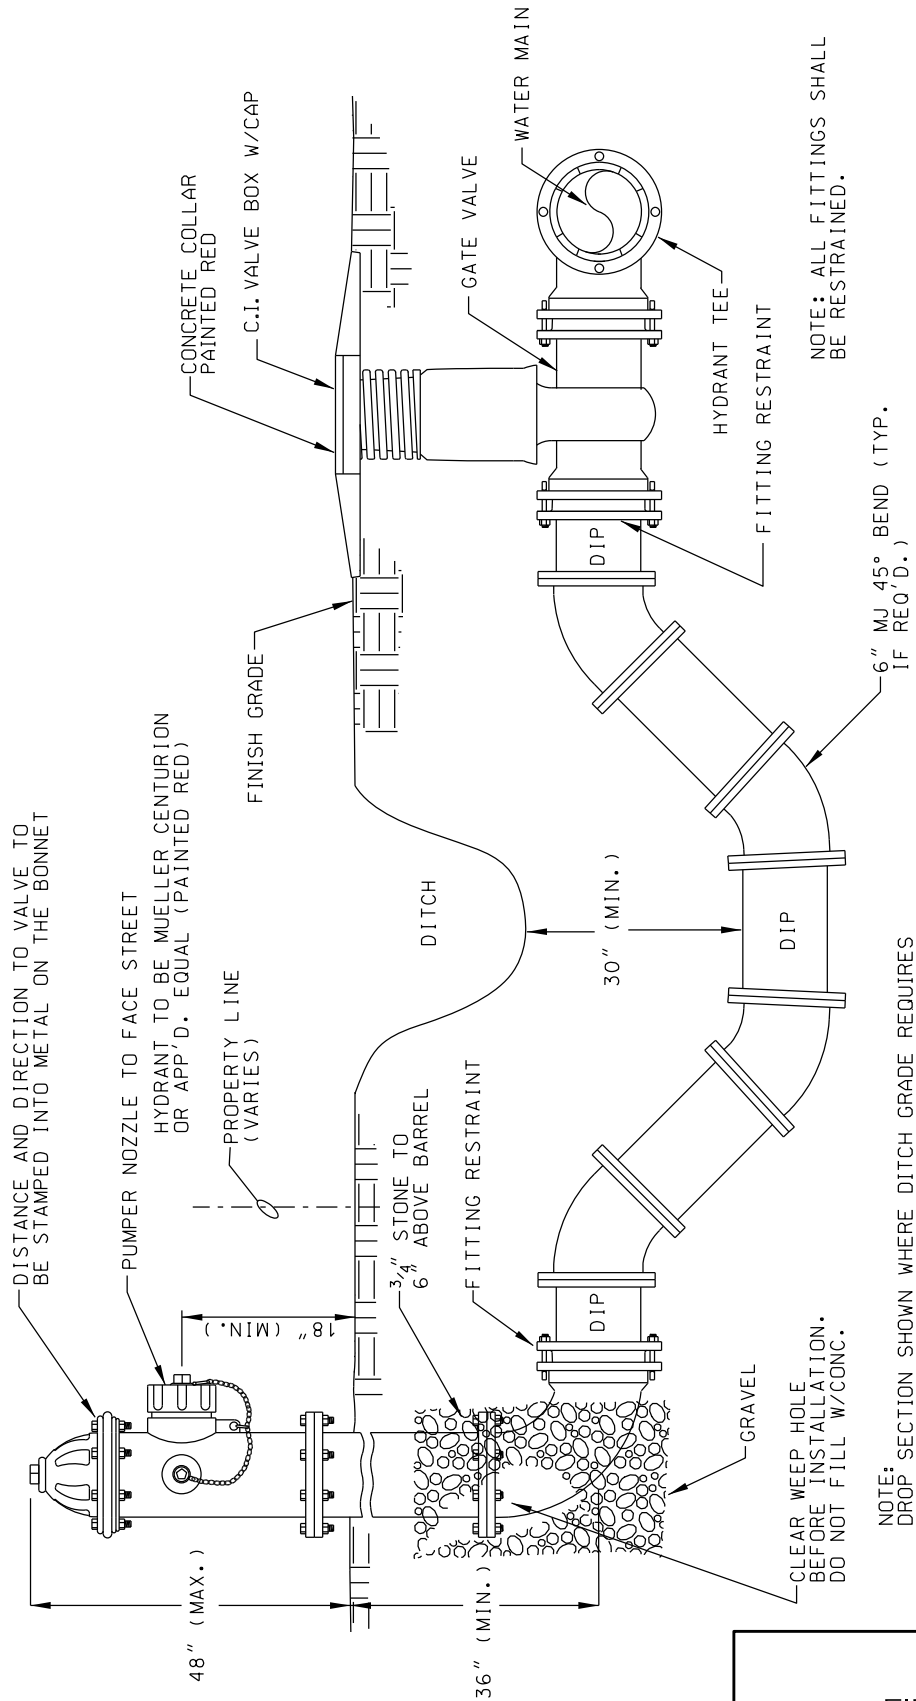 DISTANCE AND DIRECTION TO VALVE TO
BE STAMPED INTO METAL ON THE BONNET
PUMPER NOZZLE TO FACE STREET
HYDRANT TO BE MUELLER CENTURION
OR APP'D. EQUAL (PAINTED RED)
PROPERTY LINE
(VARIES)
FINISH GRADE
CONCRETE COLLAR
PAINTED RED
C.I. VALVE BOX W/CAP
48" (MAX.)
18" (MIN.)
DITCH
3/4" STONE TO
6" ABOVE BARREL
FITTING RESTRAINT
36" (MIN.)
30" (MIN.)
GATE VALVE
WATER MAIN
DIP
DIP
DIP
HYDRANT TEE
FITTING RESTRAINT
GRAVEL
CLEAR WEEP HOLE
BEFORE INSTALLATION.
DO NOT FILL W/CONC.
NOTE: ALL FITTINGS SHALL
BE RESTRAINED.
6" MJ 45° BEND (TYP.
IF REQ'D.)
NOTE:
DROP SECTION SHOWN WHERE DITCH GRADE REQUIRES